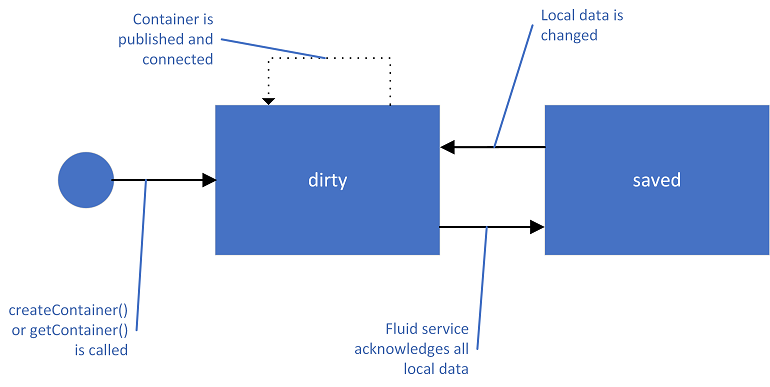 Container is
published and
connected
Local data is
changed
dirty
saved
createContainer()
or getContainer()
is called
Fluid service
acknowledges all
local data